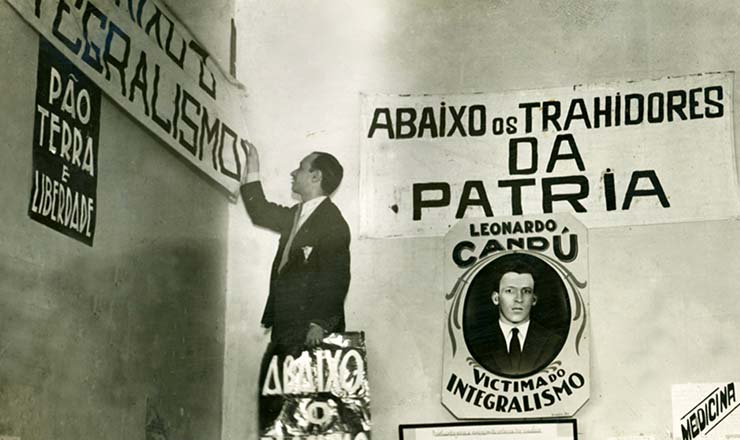 TEGRALISMO
PÃO
TERRA
E
LIBERDADE
ABAIXO OS TRAHIDORES
DA
PATRIA
LEONARDO
CANDÚ
VICTIMA DO
INTEGRALISMO
ABAIXO
O
MEDICINA